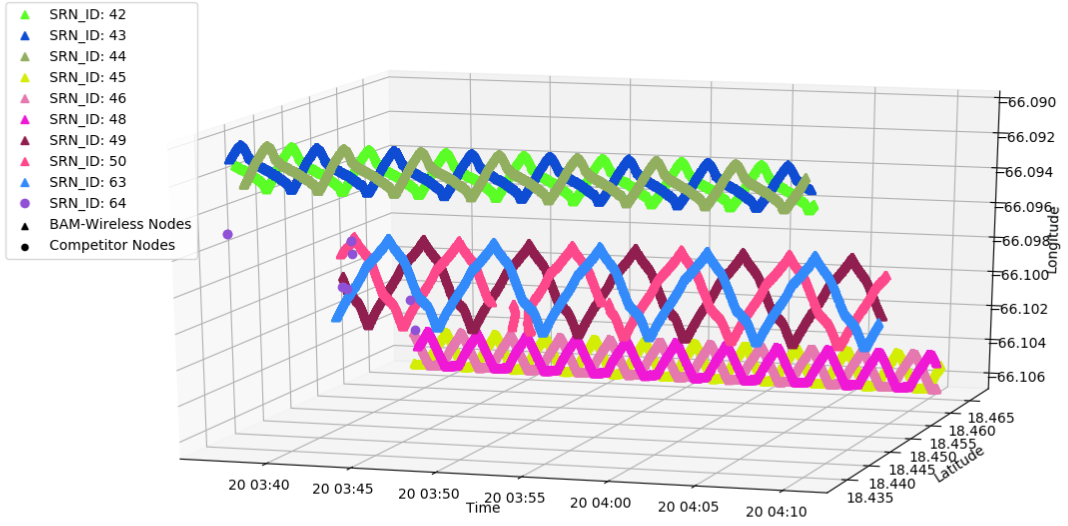 SRN_ID: 42
SRN_ID: 43
SRN_ID: 44
SRN_ID: 45
SRN_ID: 46
SRN_ID: 48
SRN_ID: 49
SRN_ID: 50
SRN_ID: 63
SRN_ID: 64
BAM-Wireless Nodes
Competitor Nodes
−66.090
−66.092
−66.094
−66.096
−66.098
−66.100
−66.102
−66.104
−66.106
Longitude
18.465
18.460
18.455
18.450
18.445
18.440
18.435
Latitude
20 03:40
20 03:45
20 03:50
20 03:55
20 04:00
20 04:05
20 04:10
Time